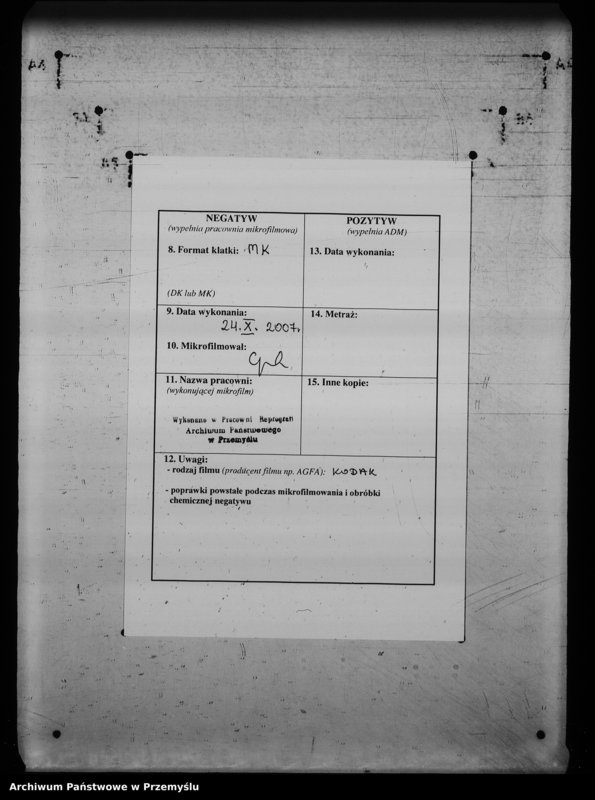 NEGATYW
(wypełnia pracownia mikrofilmowa)
8. Format klatki: MK
(DK lub MK)
9. Data wykonania:
24. X. 2007r.
10. Mikrofilmował:
11. Nazwa pracowni:
(wykonującej mikrofilm)
Wykonano w Pracowni Reprografii
Archiwum Państwowego
w Przemyślu
POZYTYW
(wypełnia ADM)
13. Data wykonania:
14. Metraż:
15. Inne kopie:
12. Uwagi:
- rodzaj filmu (producent filmu np. AGFA): KODAK
- poprawki powstałe podczas mikrofilmowania i obróbki
chemicznej negatywu
Archiwum Państwowe w Przemyślu